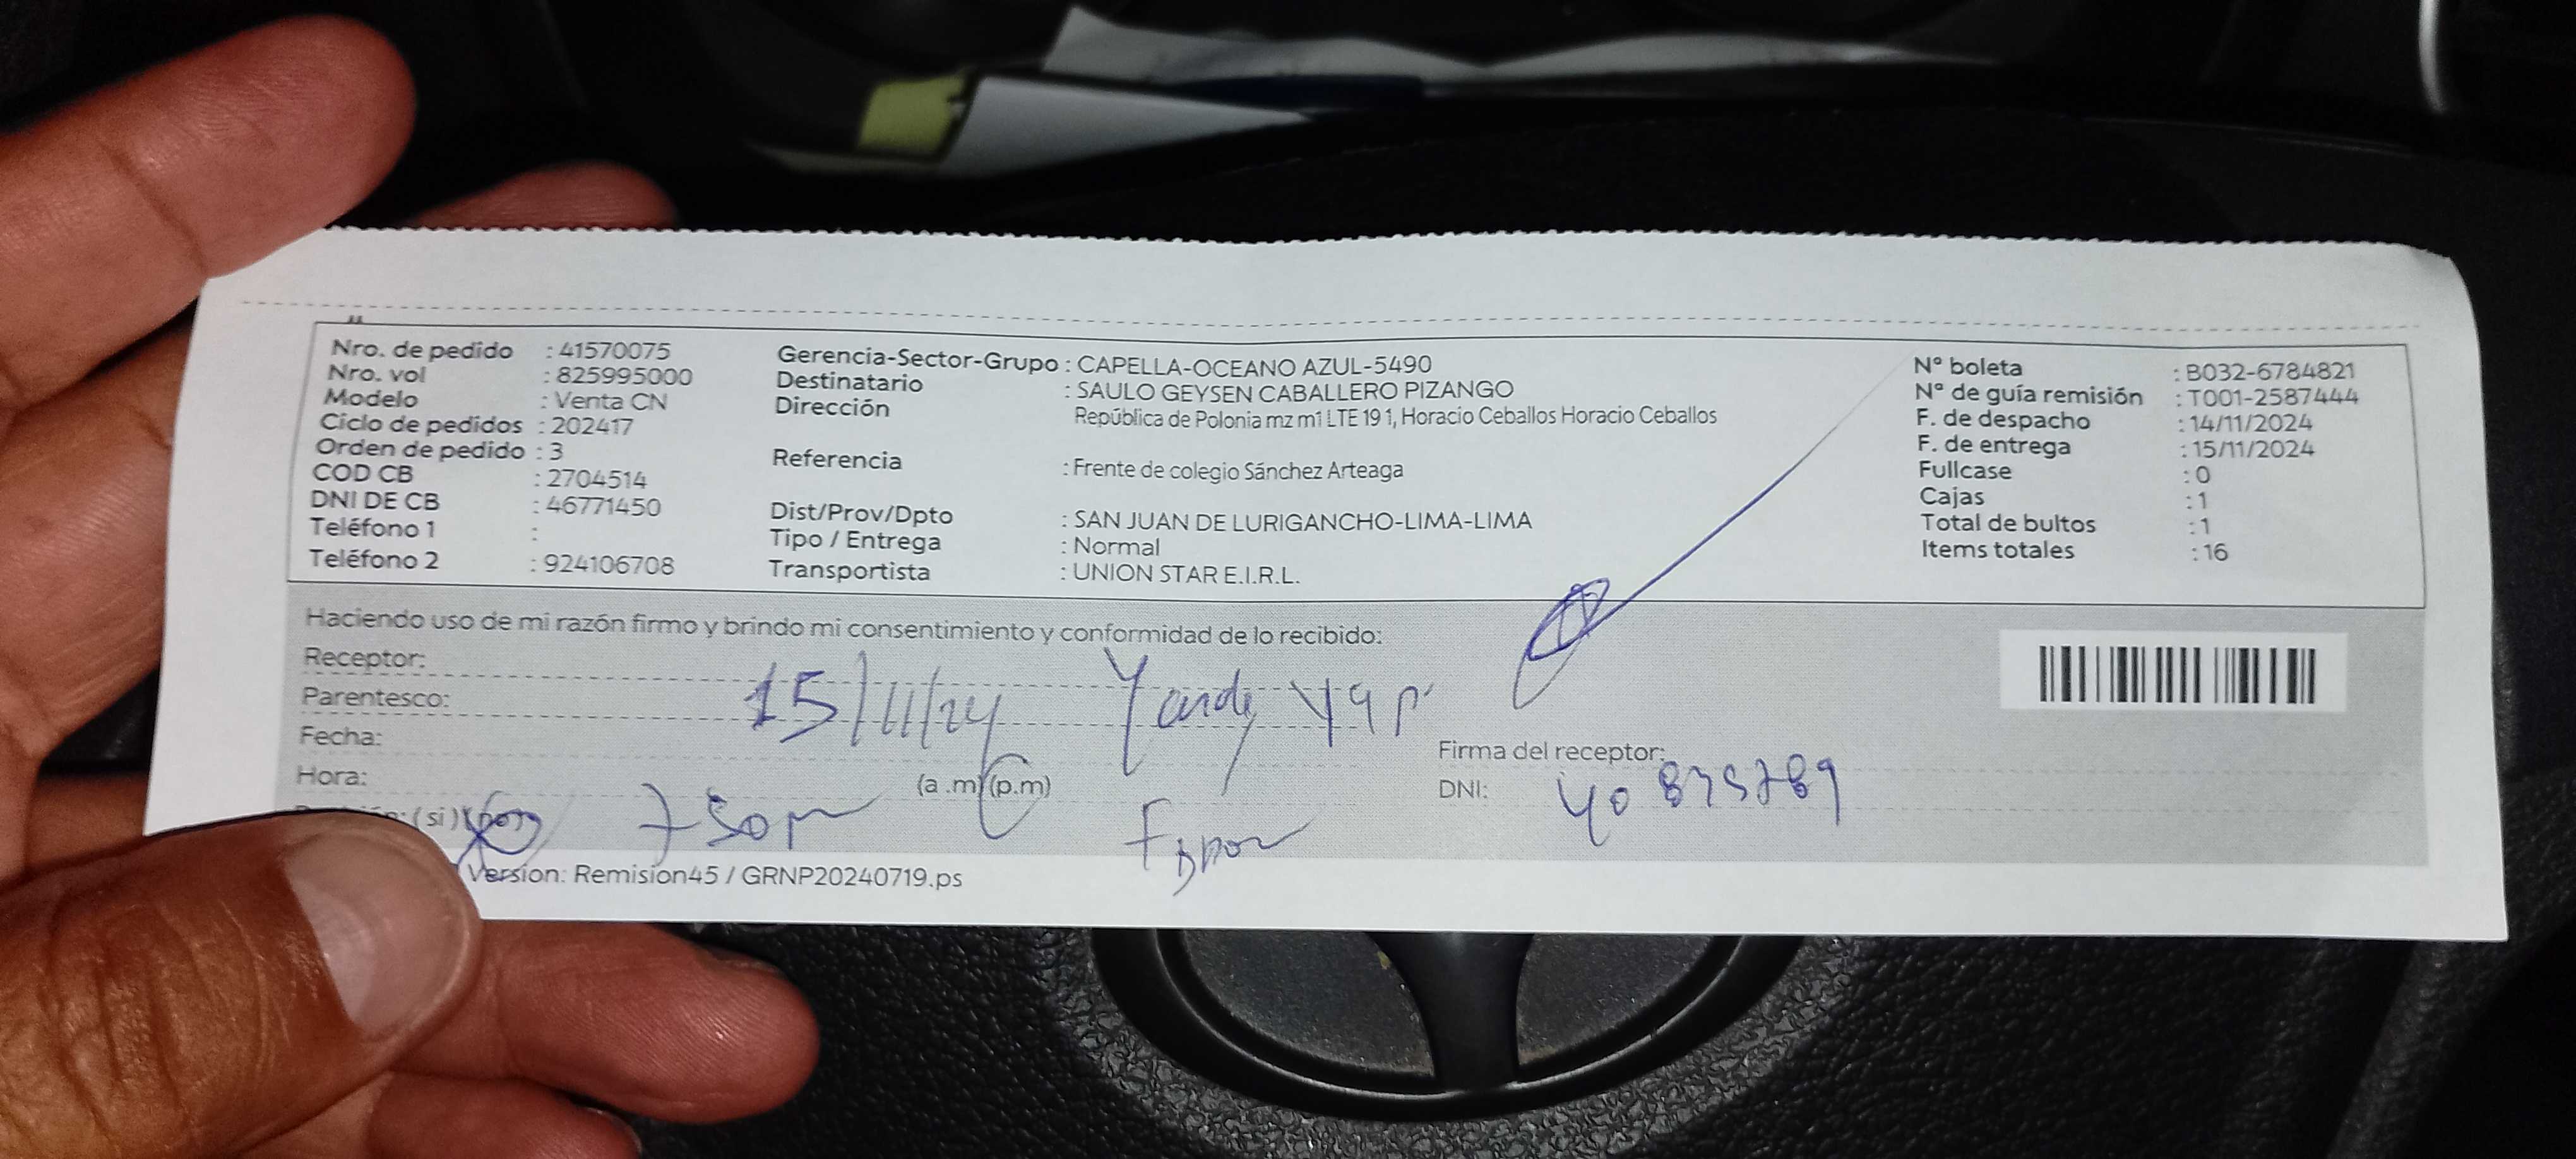 Nro. de pedido : 41570075
Nro. vol : 825995000
Modelo : Venta CN
Ciclo de pedidos : 202417
Orden de pedido : 3
COD CB : 2704514
DNI DE CB : 46771450
Teléfono 1 :
Teléfono 2 : 924106708
Gerencia-Sector-Grupo : CAPELLA-OCEANO AZUL-5490
Destinatario : SAULO GEYSEN CABALLERO PIZANGO
Dirección República de Polonia mz m1 LTE 19 1, Horacio Ceballos Horacio Ceballos
Referencia : Frente de colegio Sánchez Arteaga
Dist/Prov/Dpto : SAN JUAN DE LURIGANCHO-LIMA-LIMA
Tipo / Entrega : Normal
Transportista : UNION STAR E.I.R.L.
Nº boleta : B032-6784821
Nº de guía remisión : T001-2587444
F. de despacho : 14/11/2024
F. de entrega : 15/11/2024
Fullcase : 0
Cajas : 1
Total de bultos : 1
Items totales : 16
Haciendo uso de mi razón firmo y brindo mi consentimiento y conformidad de lo recibido:
Receptor:
Parentesco: 15/11/24
Fecha:
Firma del receptor:
Hora: (a.m) (p.m)
DNI:
(si)
7 50 pm
Version: Remision45 / GRNP20240719.ps